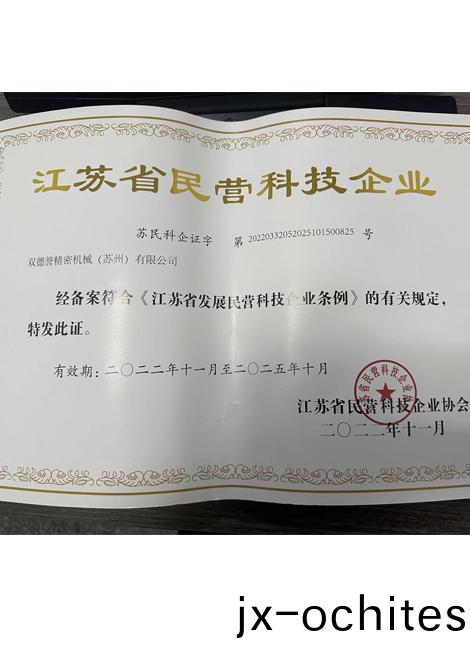 江苏省民营科技企业
苏民科企证字 第 20220332052025101500825 号
双德誉精密机械（苏州）有限公司
经备案符合《江苏省发展民营科技企业条例》的有关规定，
特发此证。
有效期：二〇二二年十一月至二〇二五年十月
江苏省民营科技企业协会
二〇二二年十一月
jx-ochites